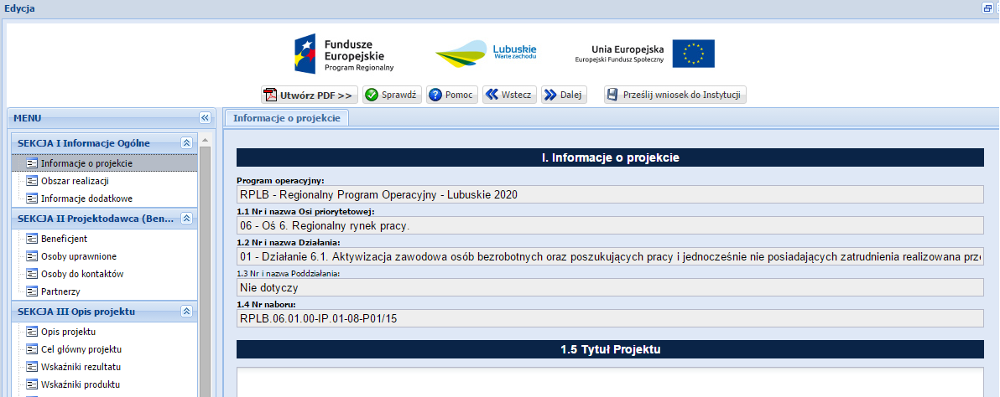 Edycja
Fundusze
Europejskie
Program Regionalny
Lubuskie
Warte zachodu
Unia Europejska
Europejski Fundusz Społeczny
Utwórz PDF >> Sprawdź Pomoc Wstecz Dalej Prześlij wniosek do Instytucji
MENU
SEKCJA I Informacje Ogólne
Informacje o projekcie
Obszar realizacji
Informacje dodatkowe
SEKCJA II Projektodawca (Ben...
Beneficjent
Osoby uprawnione
Osoby do kontaktów
Partnerzy
SEKCJA III Opis projektu
Opis projektu
Cel główny projektu
Wskaźniki rezultatu
Wskaźniki produktu
Informacje o projekcie
I. Informacje o projekcie
Program operacyjny:
RPLB - Regionalny Program Operacyjny - Lubuskie 2020
1.1 Nr i nazwa Osi priorytetowej:
06 - Oś 6. Regionalny rynek pracy.
1.2 Nr i nazwa Działania:
01 - Działanie 6.1. Aktywizacja zawodowa osób bezrobotnych oraz poszukujących pracy i jednocześnie nie posiadających zatrudnienia realizowana prze
1.3 Nr i nazwa Poddziałania:
Nie dotyczy
1.4 Nr naboru:
RPLB.06.01.00-IP.01-08-P01/15
1.5 Tytuł Projektu